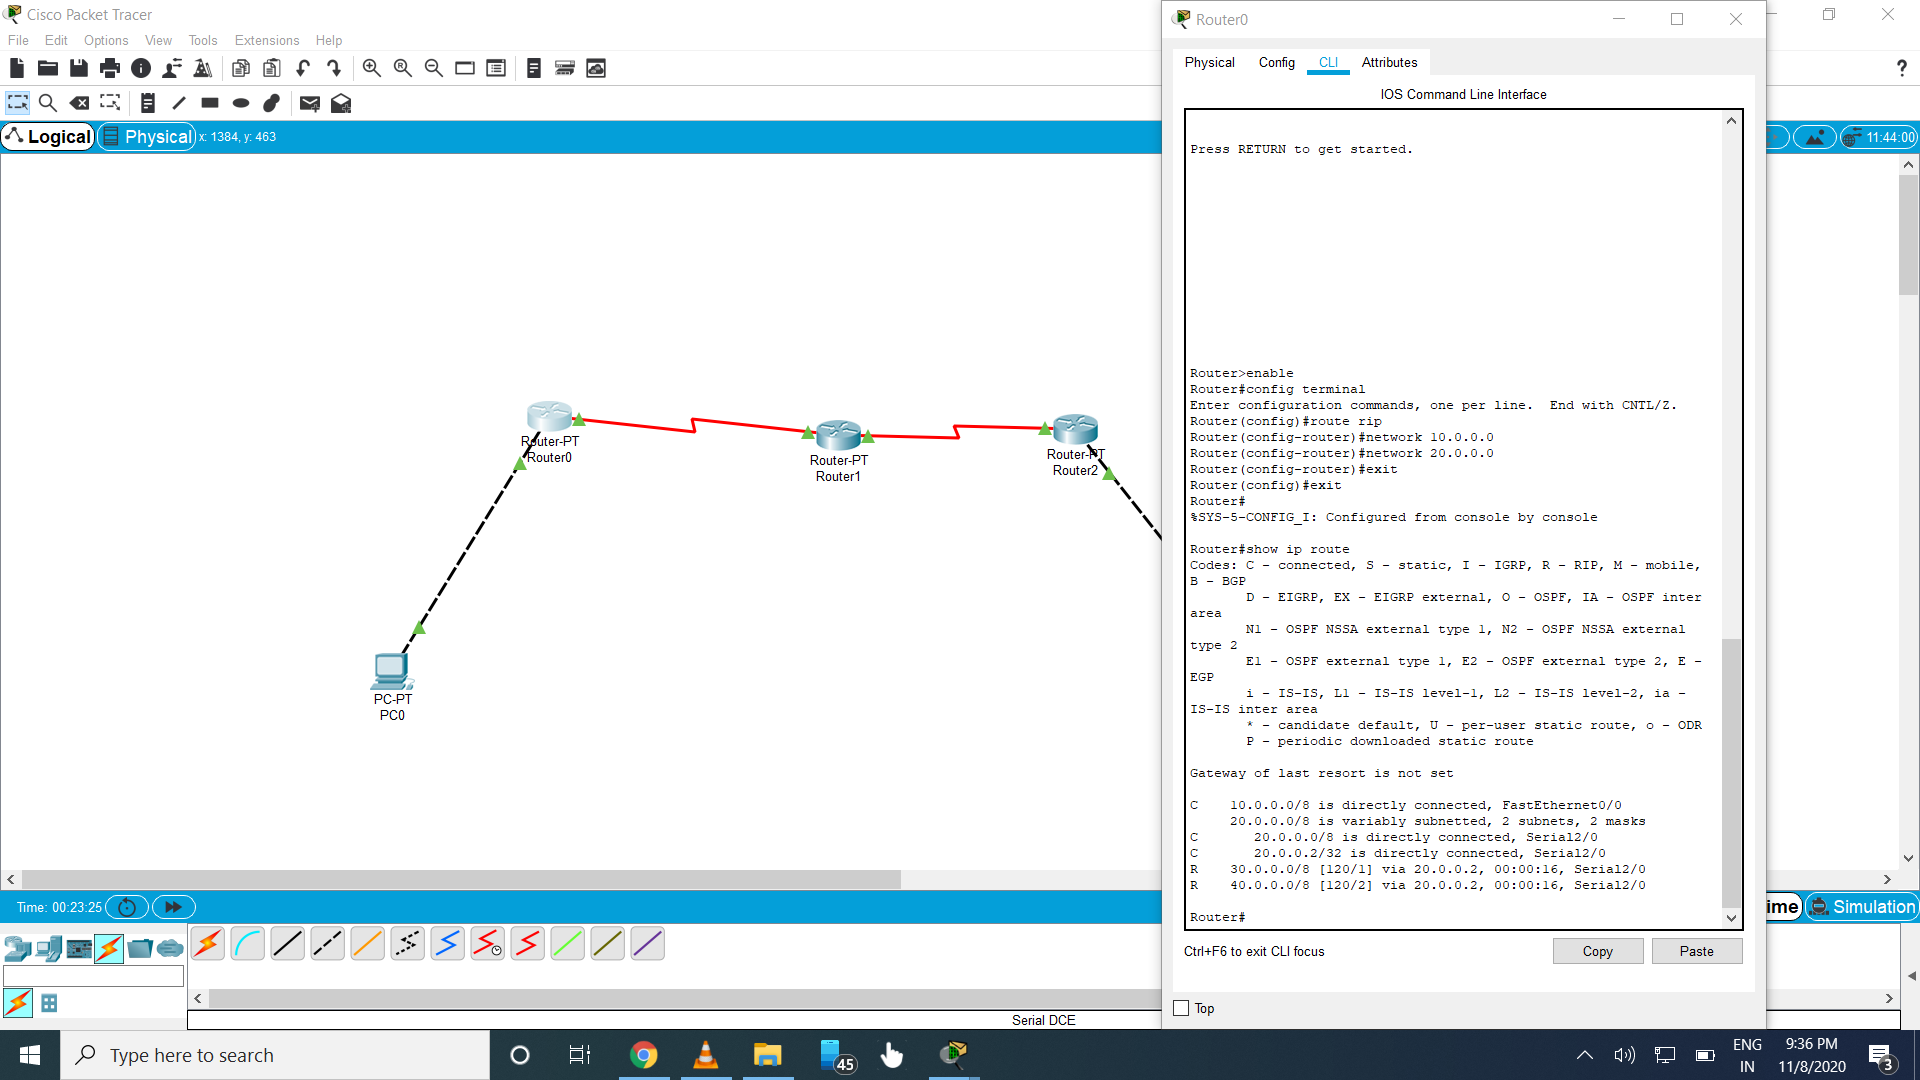 Cisco Packet Tracer
File Edit Options View Tools Extensions Help
Logical Physical x: 1384, y: 463
Router-PT
Router0
Router-PT
Router1
Router-PT
Router2
PC-PT
PC0
Time: 00:23:25
Serial DCE
Router0
Physical Config CLI Attributes
IOS Command Line Interface
Press RETURN to get started.
Router>enable
Router#config terminal
Enter configuration commands, one per line.  End with CNTL/Z.
Router(config)#route rip
Router(config-router)#network 10.0.0.0
Router(config-router)#network 20.0.0.0
Router(config-router)#exit
Router(config)#exit
Router#
%SYS-5-CONFIG_I: Configured from console by console
Router#show ip route
Codes: C - connected, S - static, I - IGRP, R - RIP, M - mobile,
B - BGP
D - EIGRP, EX - EIGRP external, O - OSPF, IA - OSPF inter
area
N1 - OSPF NSSA external type 1, N2 - OSPF NSSA external
type 2
E1 - OSPF external type 1, E2 - OSPF external type 2, E -
EGP
i - IS-IS, L1 - IS-IS level-1, L2 - IS-IS level-2, ia -
IS-IS inter area
* - candidate default, U - per-user static route, o - ODR
P - periodic downloaded static route
Gateway of last resort is not set
C    10.0.0.0/8 is directly connected, FastEthernet0/0
20.0.0.0/8 is variably subnetted, 2 subnets, 2 masks
C       20.0.0.0/8 is directly connected, Serial2/0
C       20.0.0.2/32 is directly connected, Serial2/0
R    30.0.0.0/8 [120/1] via 20.0.0.2, 00:00:16, Serial2/0
R    40.0.0.0/8 [120/2] via 20.0.0.2, 00:00:16, Serial2/0
Router#
Ctrl+F6 to exit CLI focus
Copy Paste
Top
?
11:44:00
ime Simulation
Type here to search
45
ENG
IN
9:36 PM
11/8/2020
3